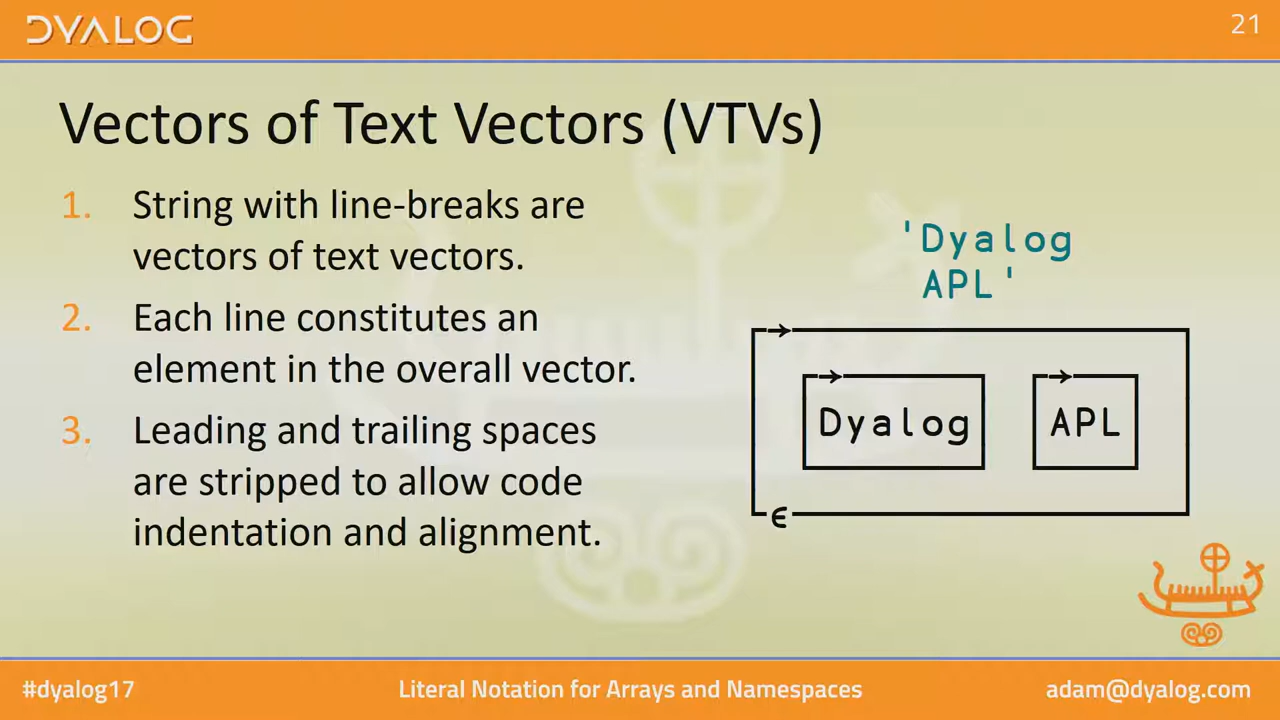 DYALOG
21
Vectors of Text Vectors (VTVs)
1. String with line-breaks are
vectors of text vectors.
2. Each line constitutes an
element in the overall vector.
3. Leading and trailing spaces
are stripped to allow code
indentation and alignment.
'Dyalog
APL'
→
→ →
Dyalog APL
∊
#dyalog17 Literal Notation for Arrays and Namespaces adam@dyalog.com